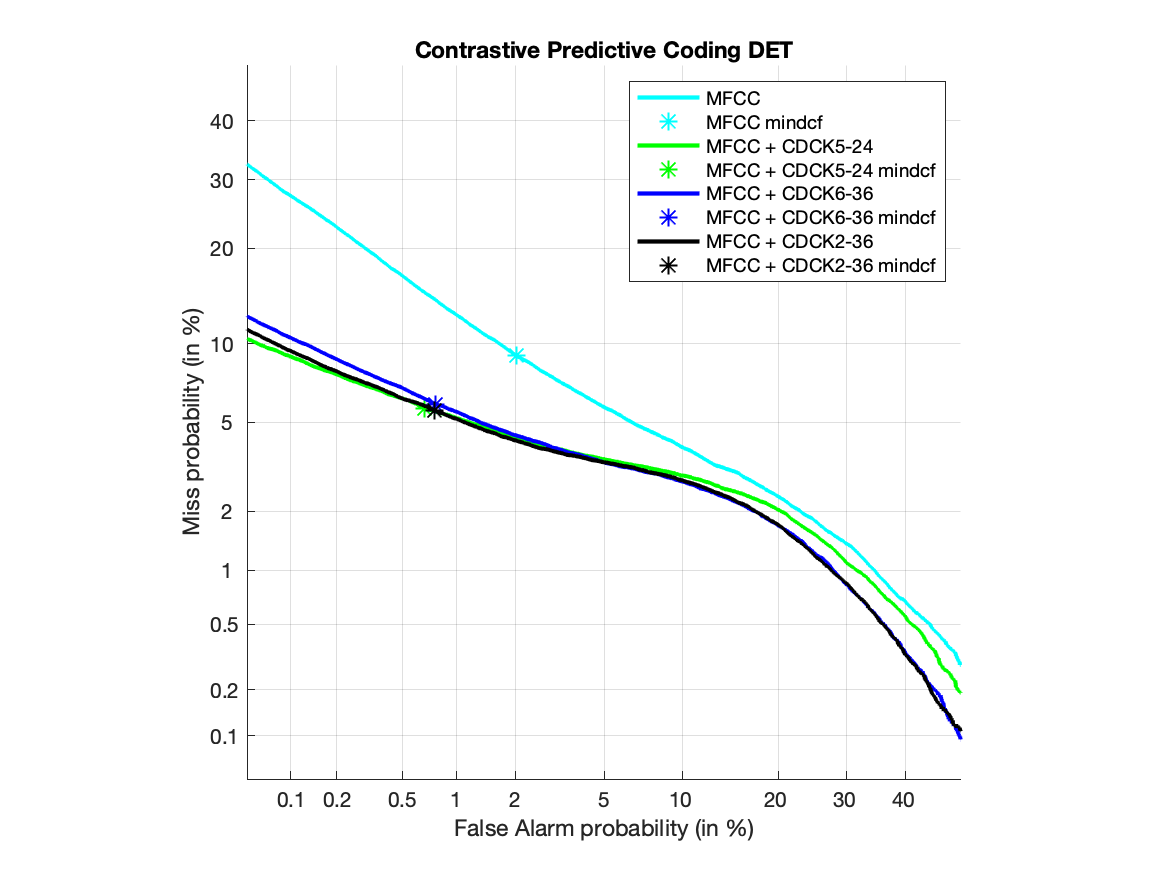 Contrastive Predictive Coding DET
MFCC
MFCC mindcf
MFCC + CDCK5-24
MFCC + CDCK5-24 mindcf
MFCC + CDCK6-36
MFCC + CDCK6-36 mindcf
MFCC + CDCK2-36
MFCC + CDCK2-36 mindcf
Miss probability (in %)
40
30
20
10
5
2
1
0.5
0.2
0.1
0.1 0.2 0.5 1 2 5 10 20 30 40
False Alarm probability (in %)